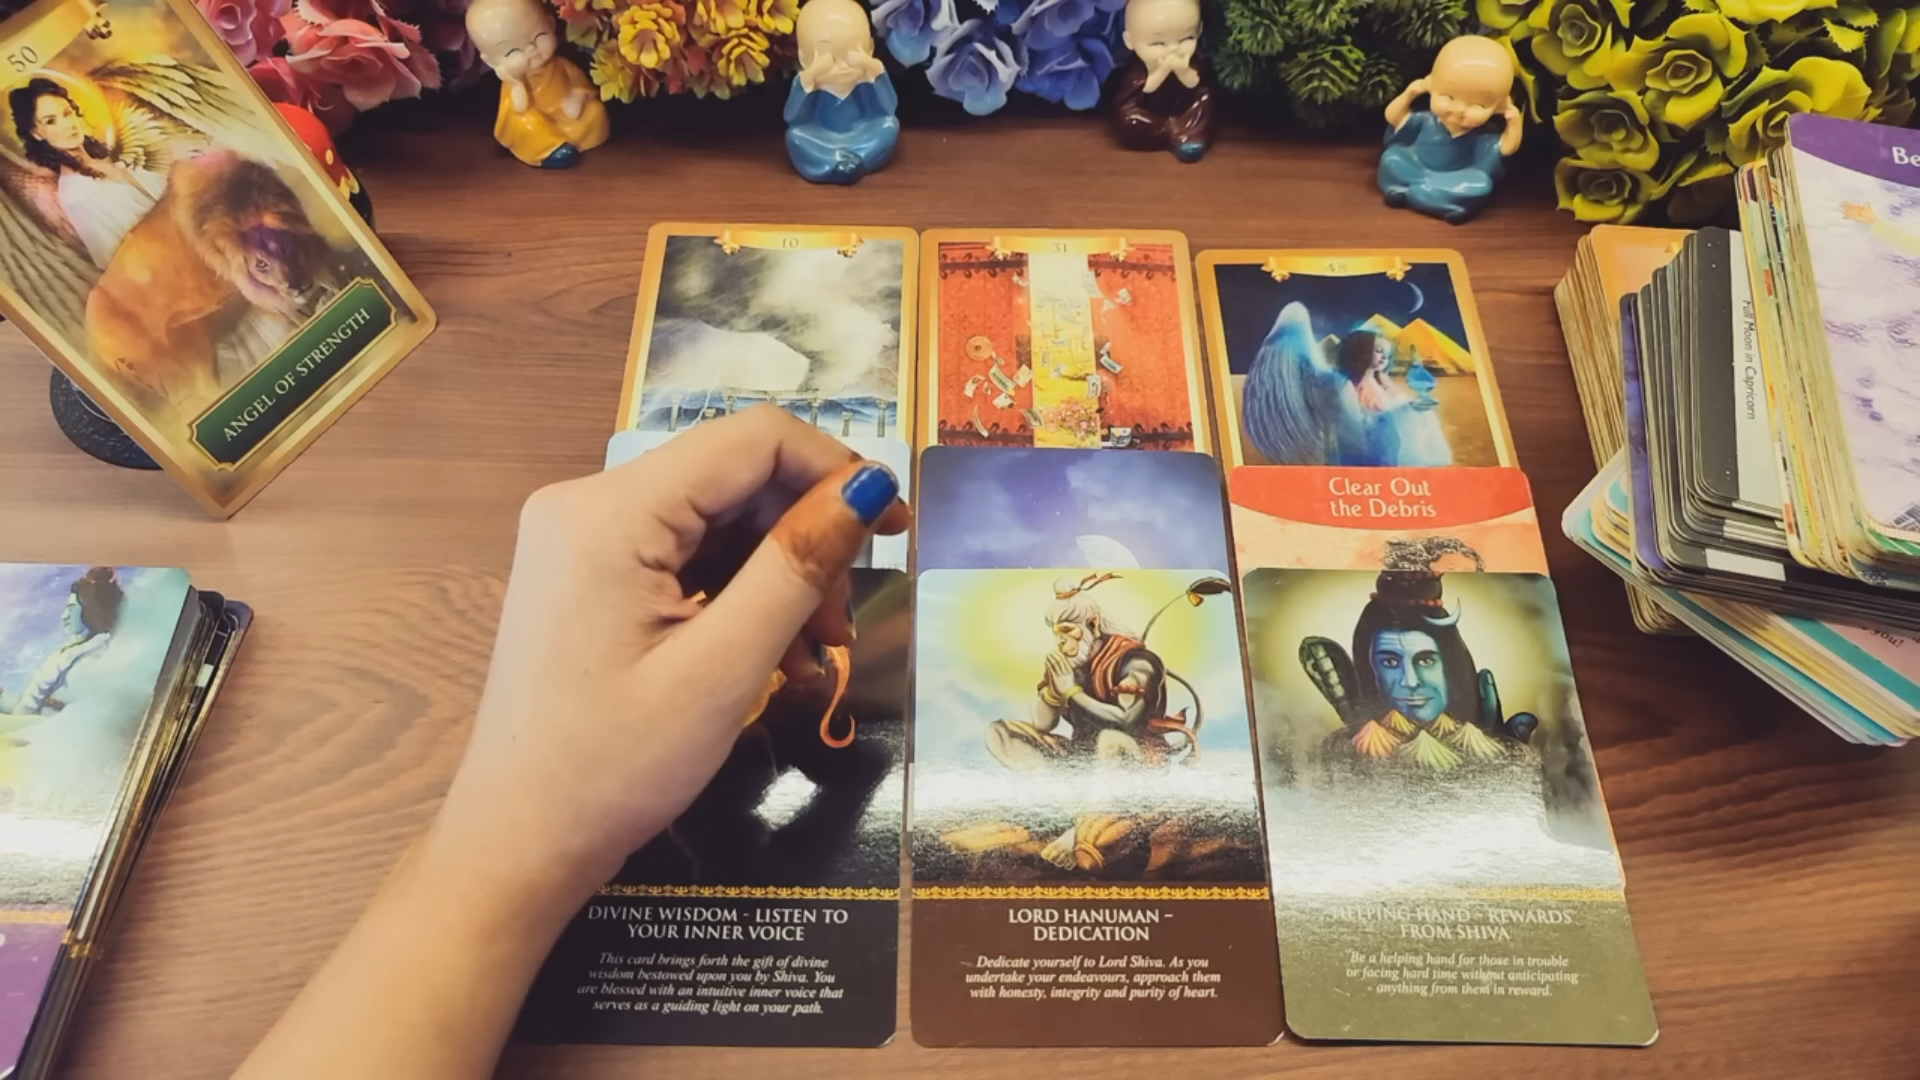 50
ANGEL OF STRENGTH
10
31
48
Clear Out
the Debris
Be
Full Moon in Capricorn
you!
DIVINE WISDOM - LISTEN TO
YOUR INNER VOICE
This card brings forth the gift of divine
wisdom bestowed upon you by Shiva. You
are blessed with an intuitive inner voice that
serves as a guiding light on your path.
LORD HANUMAN -
DEDICATION
Dedicate yourself to Lord Shiva. As you
undertake your endeavours, approach them
with honesty, integrity and purity of heart.
HELPING HAND - REWARDS
FROM SHIVA
Be a helping hand for those in trouble
or facing hard time without anticipating
anything from them in reward.